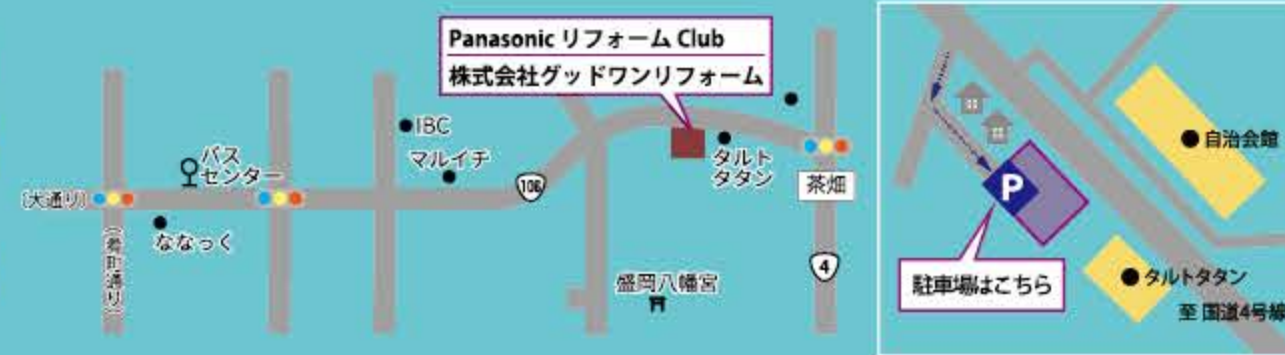 Panasonic リフォーム Club
株式会社グッドワンリフォーム
IBC
マルイチ
バス
センター
(大通り)
ななっく
(肴町通り)
106
タルト
タタン
茶畑
4
盛岡八幡宮
自治会館
P
駐車場はこちら
タルトタタン
至 国道4号線